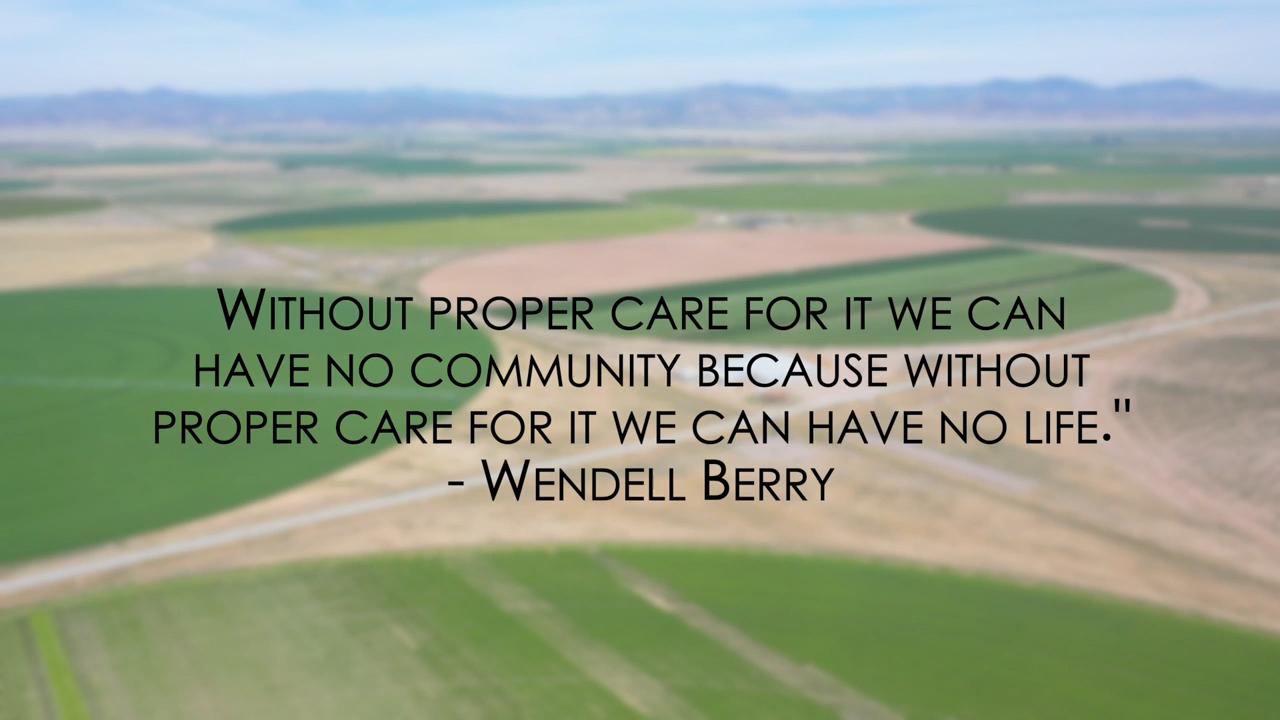 Without proper care for it we can
have no community because without
proper care for it we can have no life."
- Wendell Berry